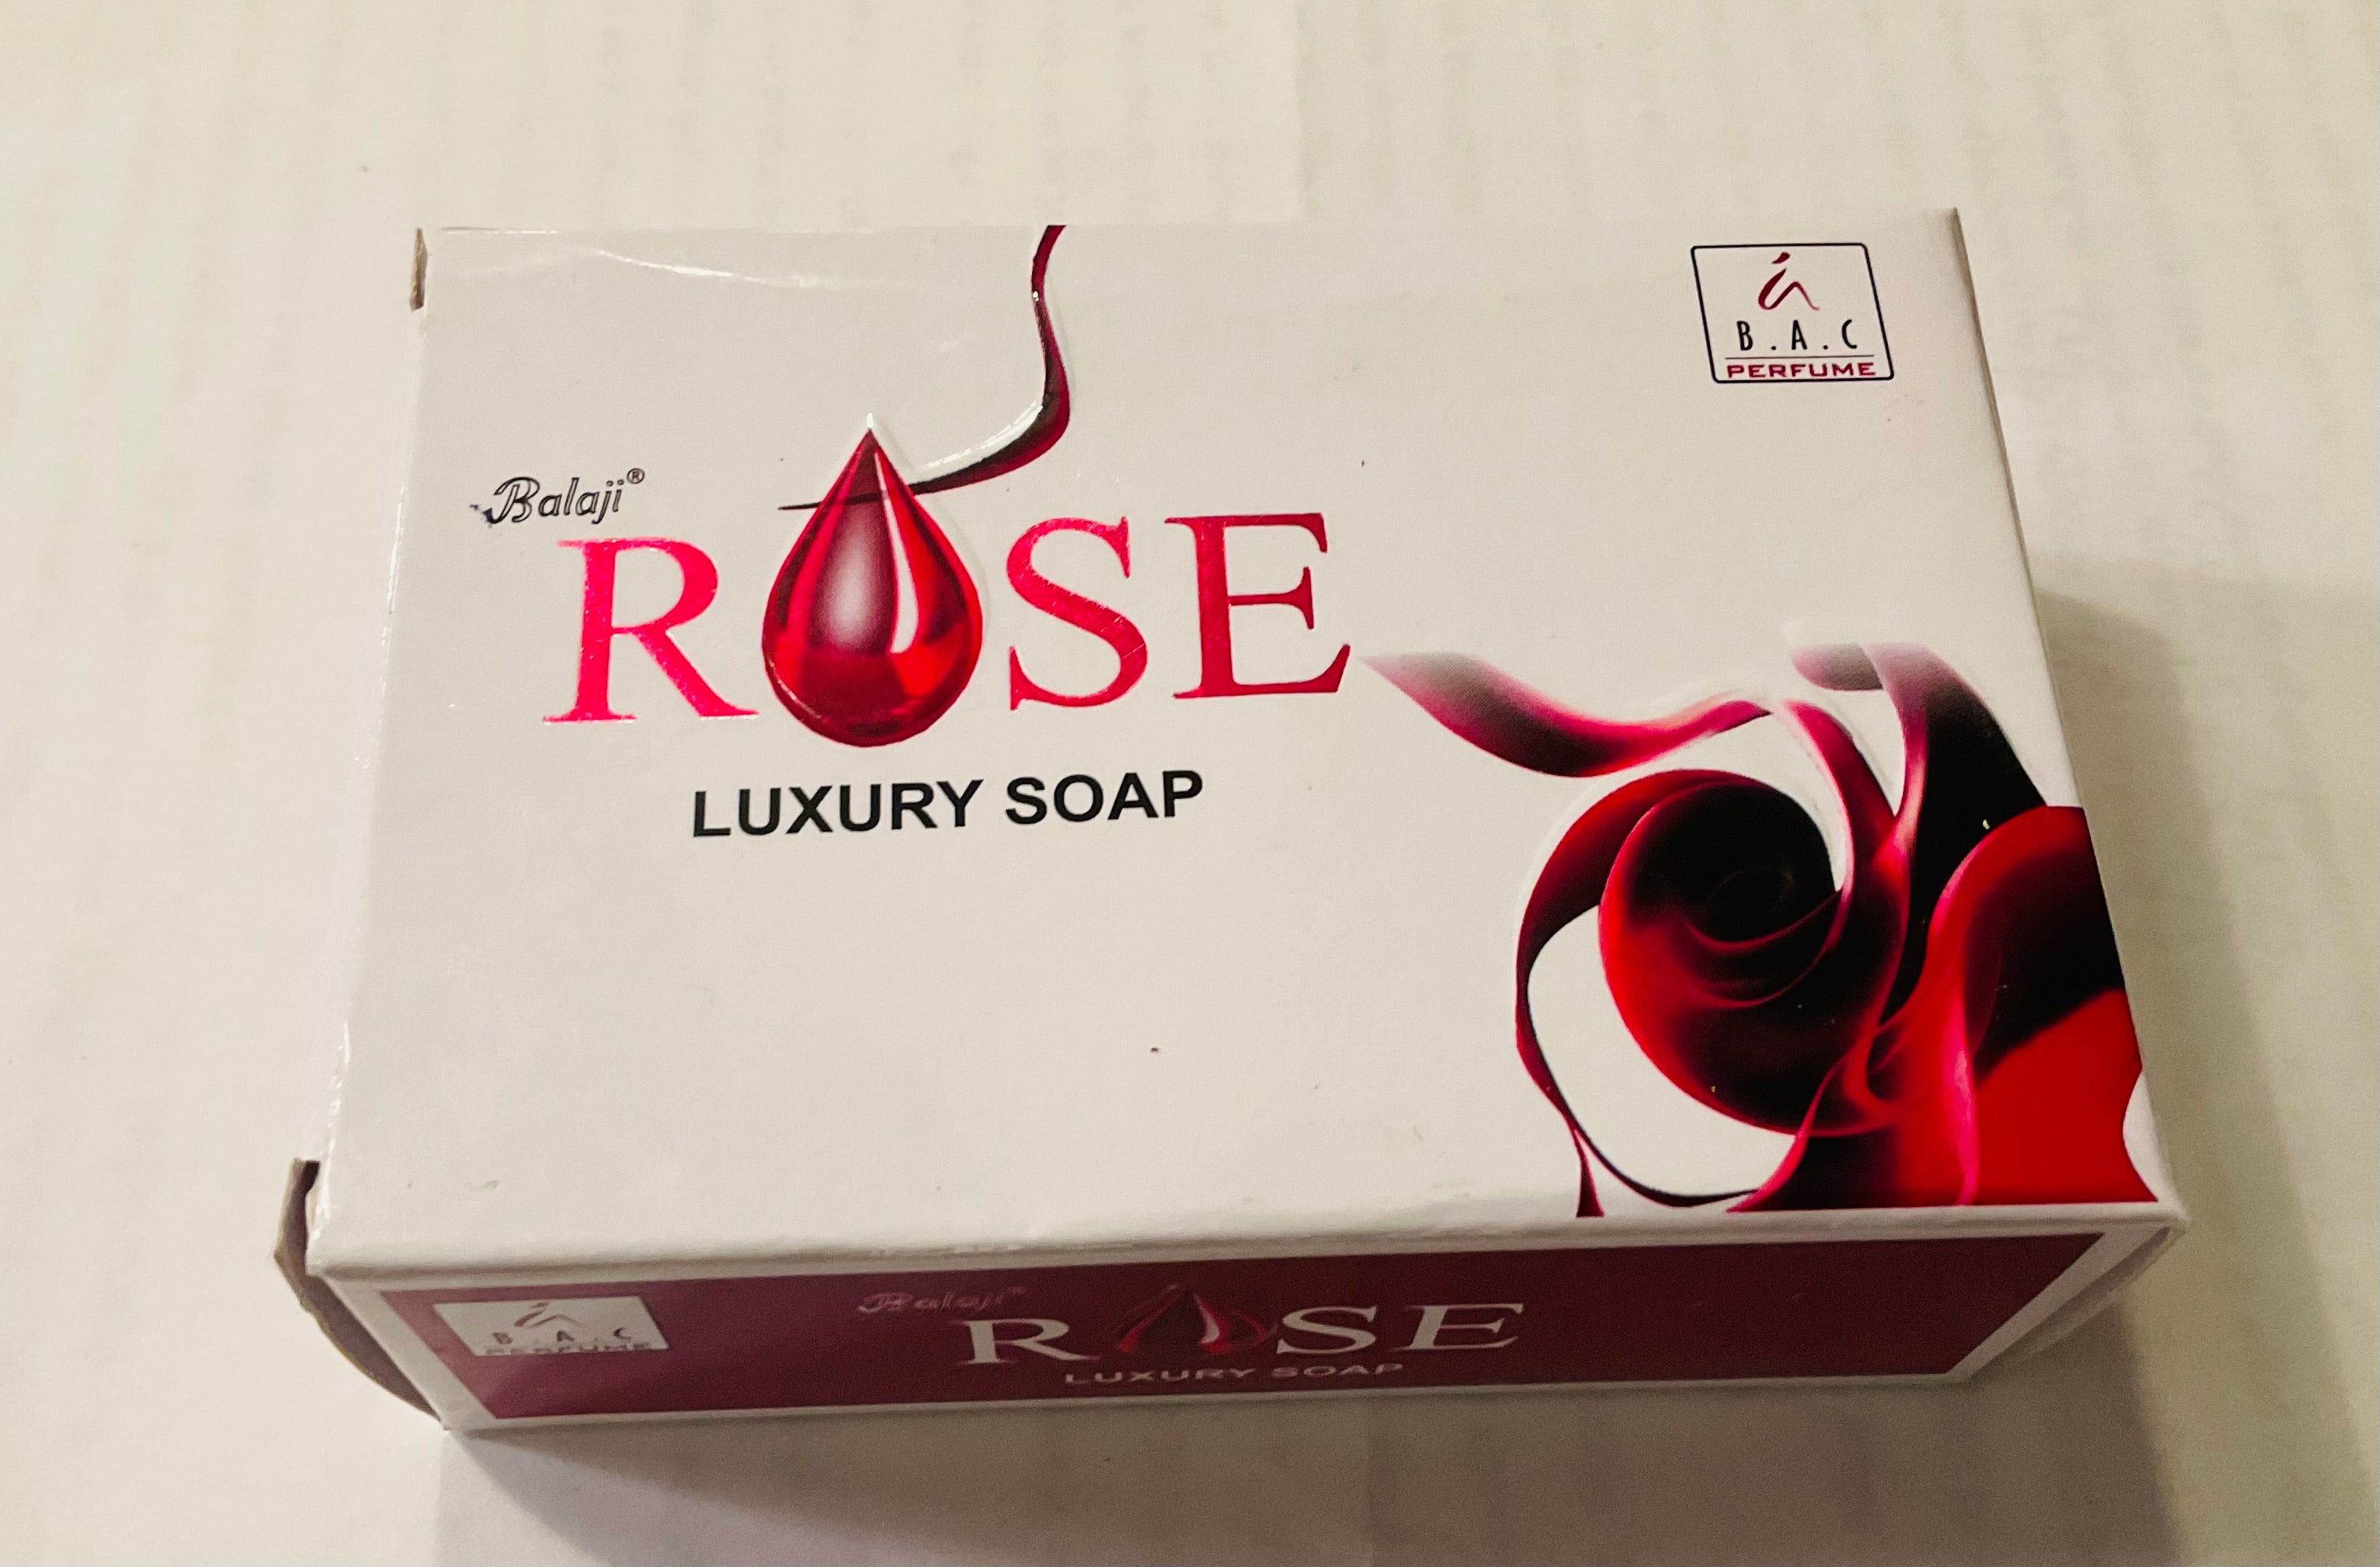 B.A.C
PERFUME
Balaji®
ROSE
LUXURY SOAP
B.A.C
PERFUME
Balaji®
ROSE
LUXURY SOAP